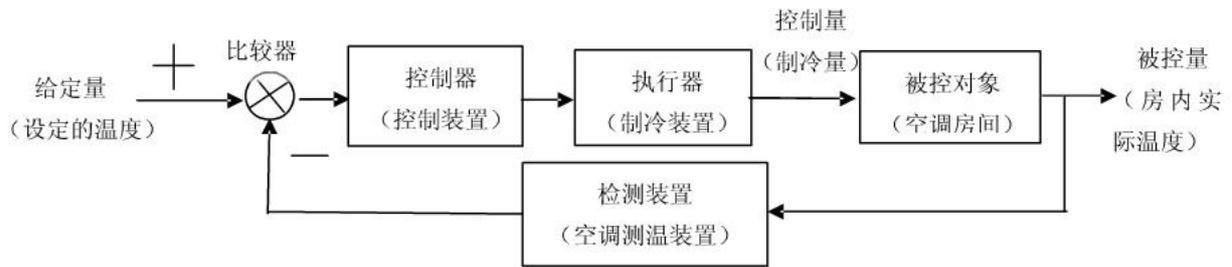 控制量
（制冷量）
+
比较器
给定量
（设定的温度）
控制器
（控制装置）
执行器
（制冷装置）
被控对象
（空调房间）
被控量
（房内实
际温度）
—
检测装置
（空调测温装置）